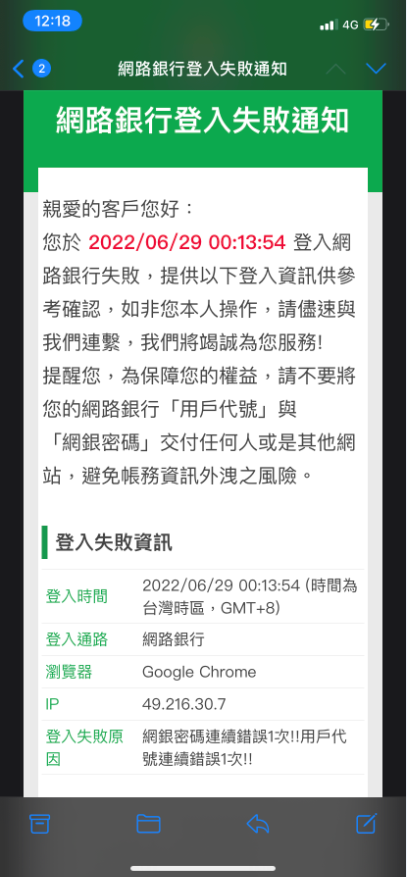 12:18
4G
2
網路銀行登入失敗通知
網路銀行登入失敗通知
親愛的客戶您好：
您於 2022/06/29 00:13:54 登入網
路銀行失敗，提供以下登入資訊供參
考確認，如非您本人操作，請儘速與
我們連繫，我們將竭誠為您服務!
提醒您，為保障您的權益，請不要將
您的網路銀行「用戶代號」與
「網銀密碼」交付任何人或是其他網
站，避免帳務資訊外洩之風險。
登入失敗資訊
登入時間
2022/06/29 00:13:54 (時間為
台灣時區，GMT+8)
登入通路
網路銀行
瀏覽器
Google Chrome
IP
49.216.30.7
登入失敗原
因
網銀密碼連續錯誤1次!!用戶代
號連續錯誤1次!!